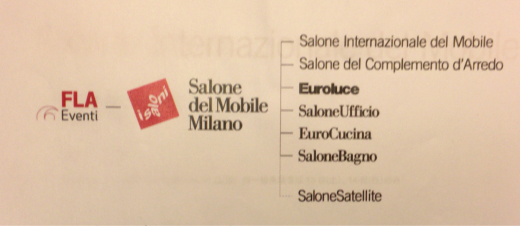 FLA
Eventi
isaloni
Salone
del Mobile
Milano
Salone Internazionale del Mobile
Salone del Complemento d'Arredo
Euroluce
SaloneUfficio
EuroCucina
SaloneBagno
SaloneSatellite